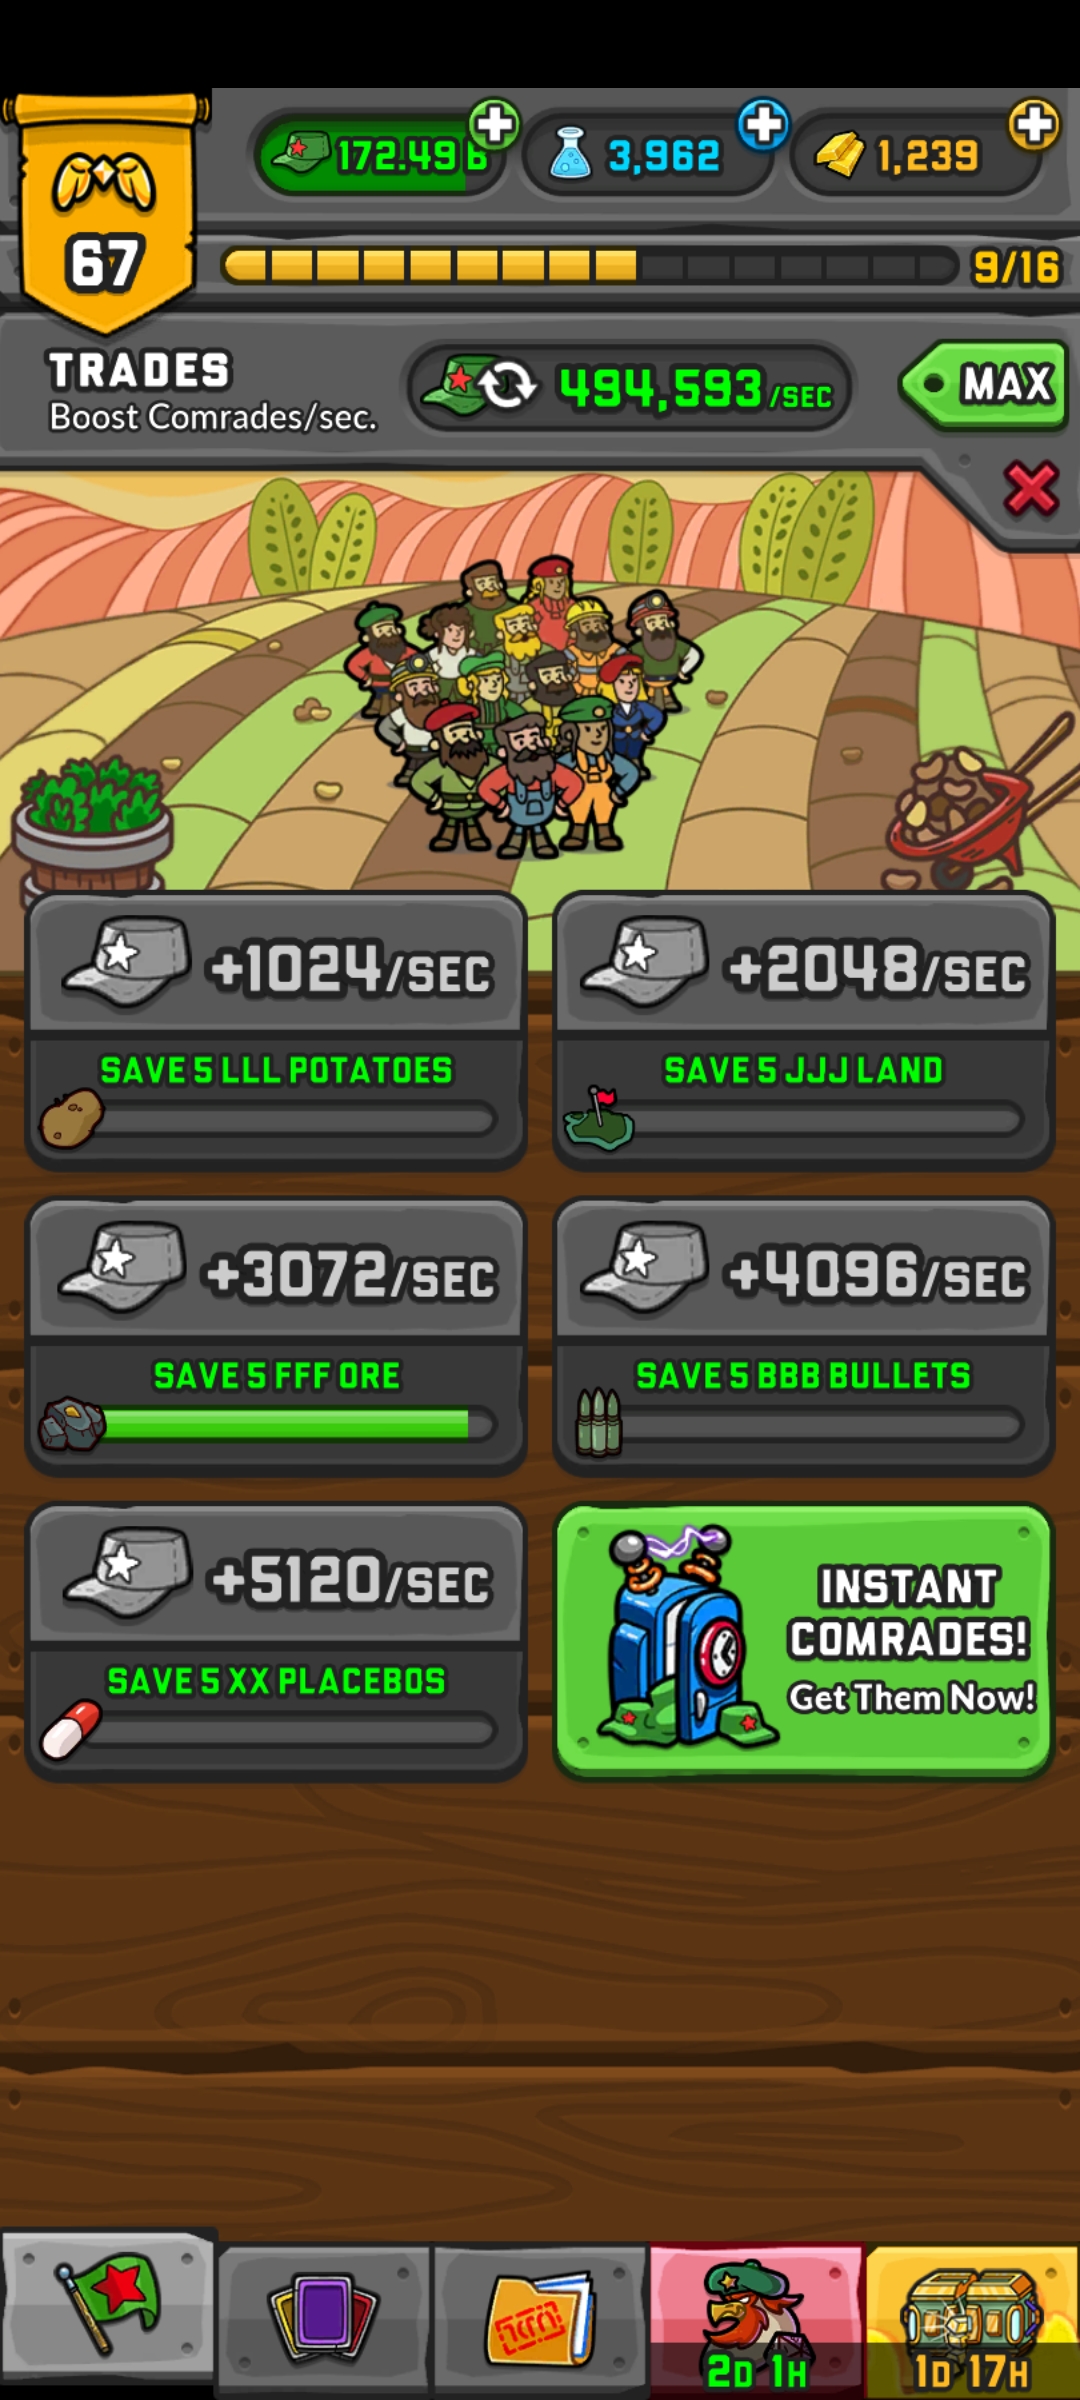 172.49 B
3,962
1,239
67
9/16
TRADES
Boost Comrades/sec.
494,593/SEC
MAX
+1024/SEC
+2048/SEC
SAVE 5 LLL POTATOES
SAVE 5 JJJ LAND
+3072/SEC
+4096/SEC
SAVE 5 FFF ORE
SAVE 5 BBB BULLETS
+5120/SEC
SAVE 5 XX PLACEBOS
INSTANT
COMRADES!
Get Them Now!
2D 1H
1D 17H